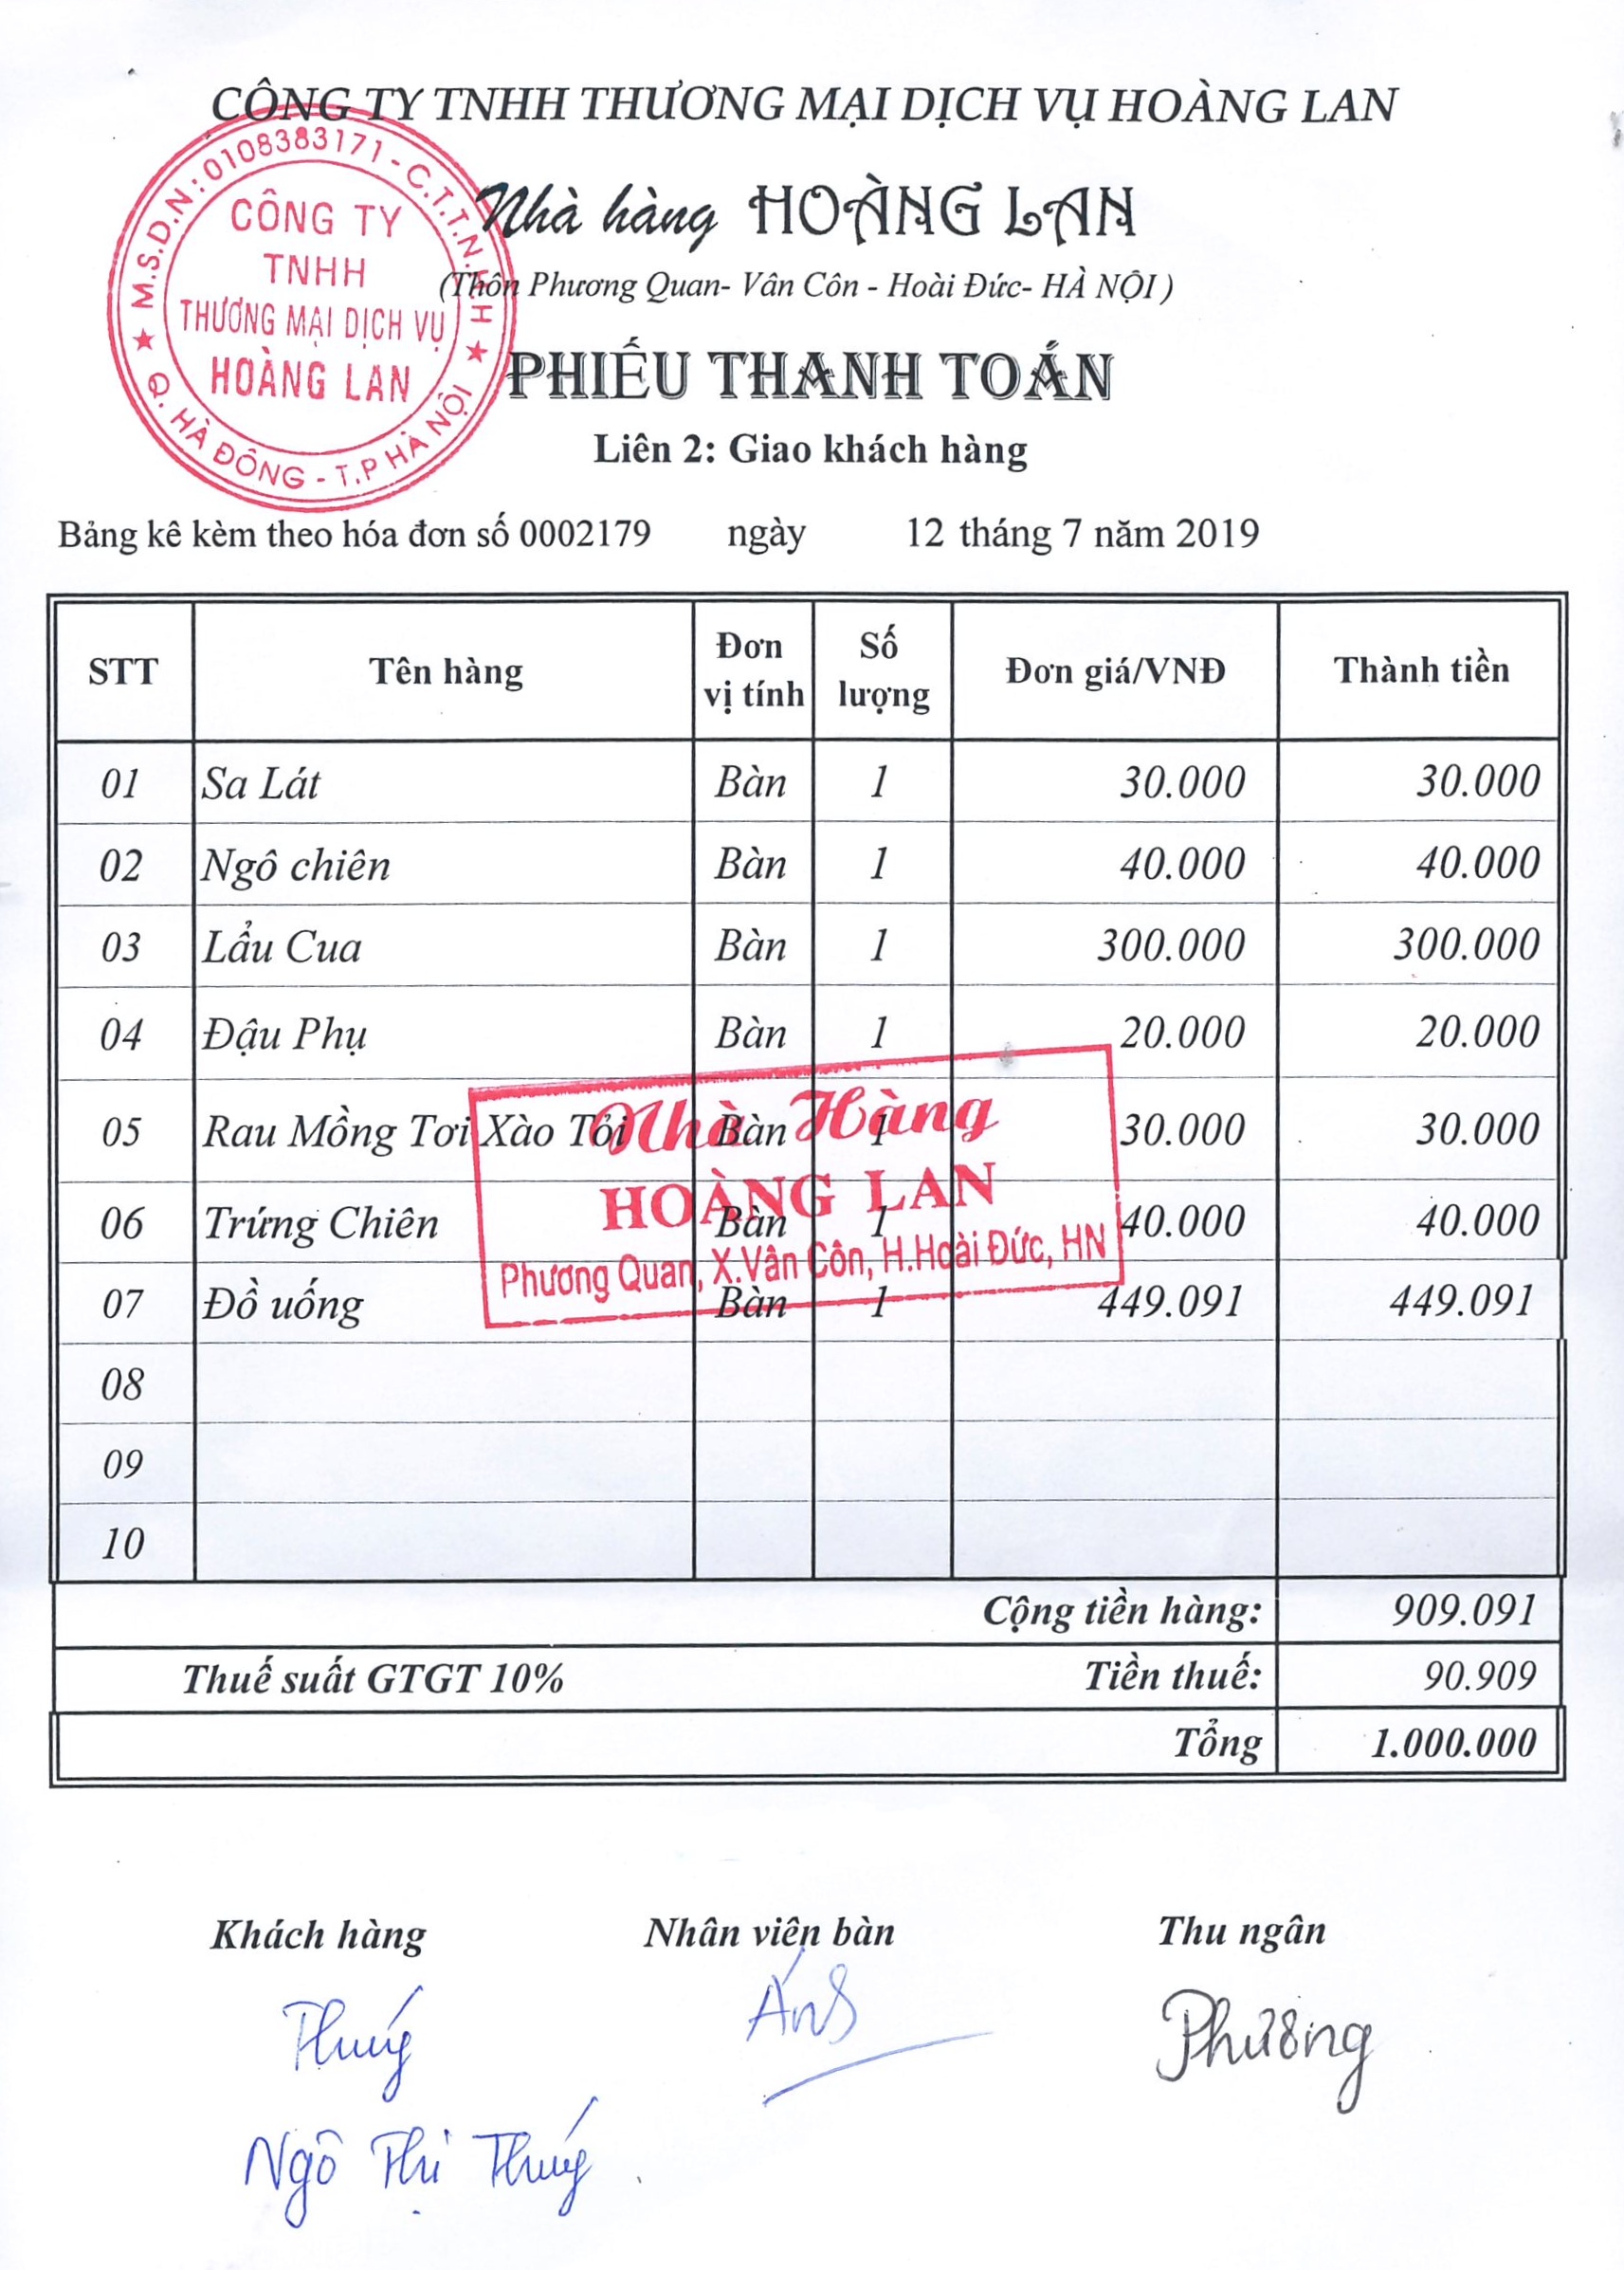 CÔNG TY TNHH THƯƠNG MẠI DỊCH VỤ HOÀNG LAN
M.S.D.N: 0108383171 - C.T.T.N.H.H
CÔNG TY
TNHH
THƯƠNG MẠI DỊCH VỤ
HOÀNG LAN
Q. HÀ ĐÔNG - T.P HÀ NỘI
Nhà hàng HOÀNG LAN
(Thôn Phương Quan- Vân Côn - Hoài Đức- HÀ NỘI )
PHIẾU THANH TOÁN
Liên 2: Giao khách hàng
Bảng kê kèm theo hóa đơn số 0002179 ngày 12 tháng 7 năm 2019
STT Tên hàng Đơn vị tính Số lượng Đơn giá/VNĐ Thành tiền
01 Sa Lát Bàn 1 30.000 30.000
02 Ngô chiên Bàn 1 40.000 40.000
03 Lẩu Cua Bàn 1 300.000 300.000
04 Đậu Phụ Bàn 1 20.000 20.000
05 Rau Mồng Tơi Xào Tỏi Bàn 1 30.000 30.000
06 Trứng Chiên Bàn 1 40.000 40.000
07 Đồ uống Bàn 1 449.091 449.091
Nhà Hàng
HOÀNG LAN
Phương Quan, X.Vân Côn, H.Hoài Đức, HN
08
09
10
Cộng tiền hàng: 909.091
Thuế suất GTGT 10% Tiền thuế: 90.909
Tổng 1.000.000
Khách hàng Nhân viên bàn Thu ngân
Thuý Ánh Phương
Ngô Thị Thuý